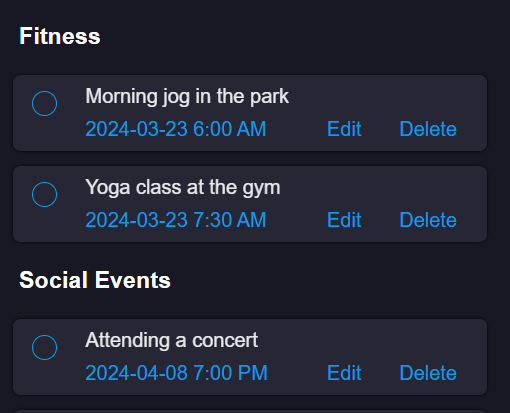 Fitness
Morning jog in the park
2024-03-23 6:00 AM Edit Delete
Yoga class at the gym
2024-03-23 7:30 AM Edit Delete
Social Events
Attending a concert
2024-04-08 7:00 PM Edit Delete